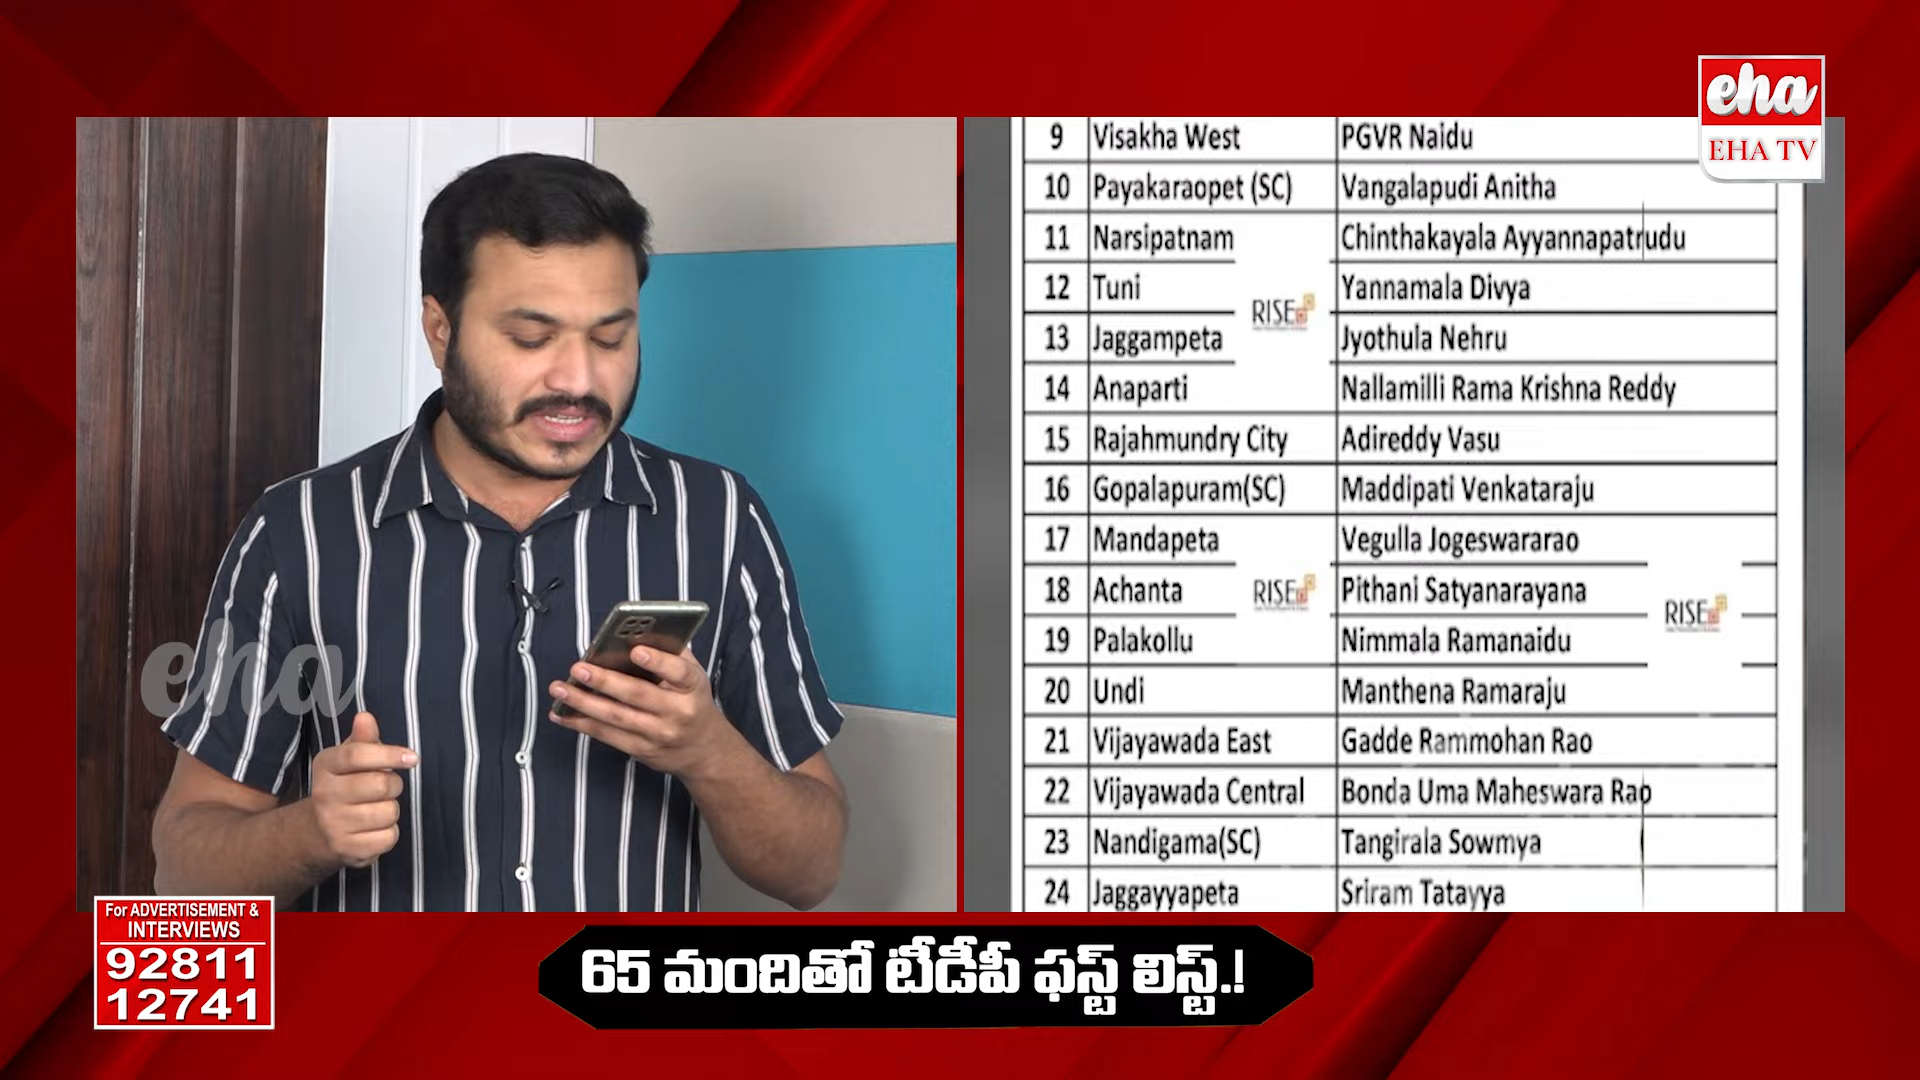 eha
EHA TV
9 Visakha West PGVR Naidu
10 Payakaraopet (SC) Vangalapudi Anitha
11 Narsipatnam Chinthakayala Ayyannapatrudu
12 Tuni Yannamala Divya
13 Jaggampeta Jyothula Nehru
14 Anaparti Nallamilli Rama Krishna Reddy
15 Rajahmundry City Adireddy Vasu
16 Gopalapuram(SC) Maddipati Venkataraju
17 Mandapeta Vegulla Jogeswararao
18 Achanta Pithani Satyanarayana
19 Palakollu Nimmala Ramanaidu
20 Undi Manthena Ramaraju
21 Vijayawada East Gadde Rammohan Rao
22 Vijayawada Central Bonda Uma Maheswara Rao
23 Nandigama(SC) Tangirala Sowmya
24 Jaggayyapeta Sriram Tatayya
RISE
RISE
RISE
eha
For ADVERTISEMENT &
INTERVIEWS
92811
12741
65 మందితో టీడీపీ ఫస్ట్ లిస్ట్.!